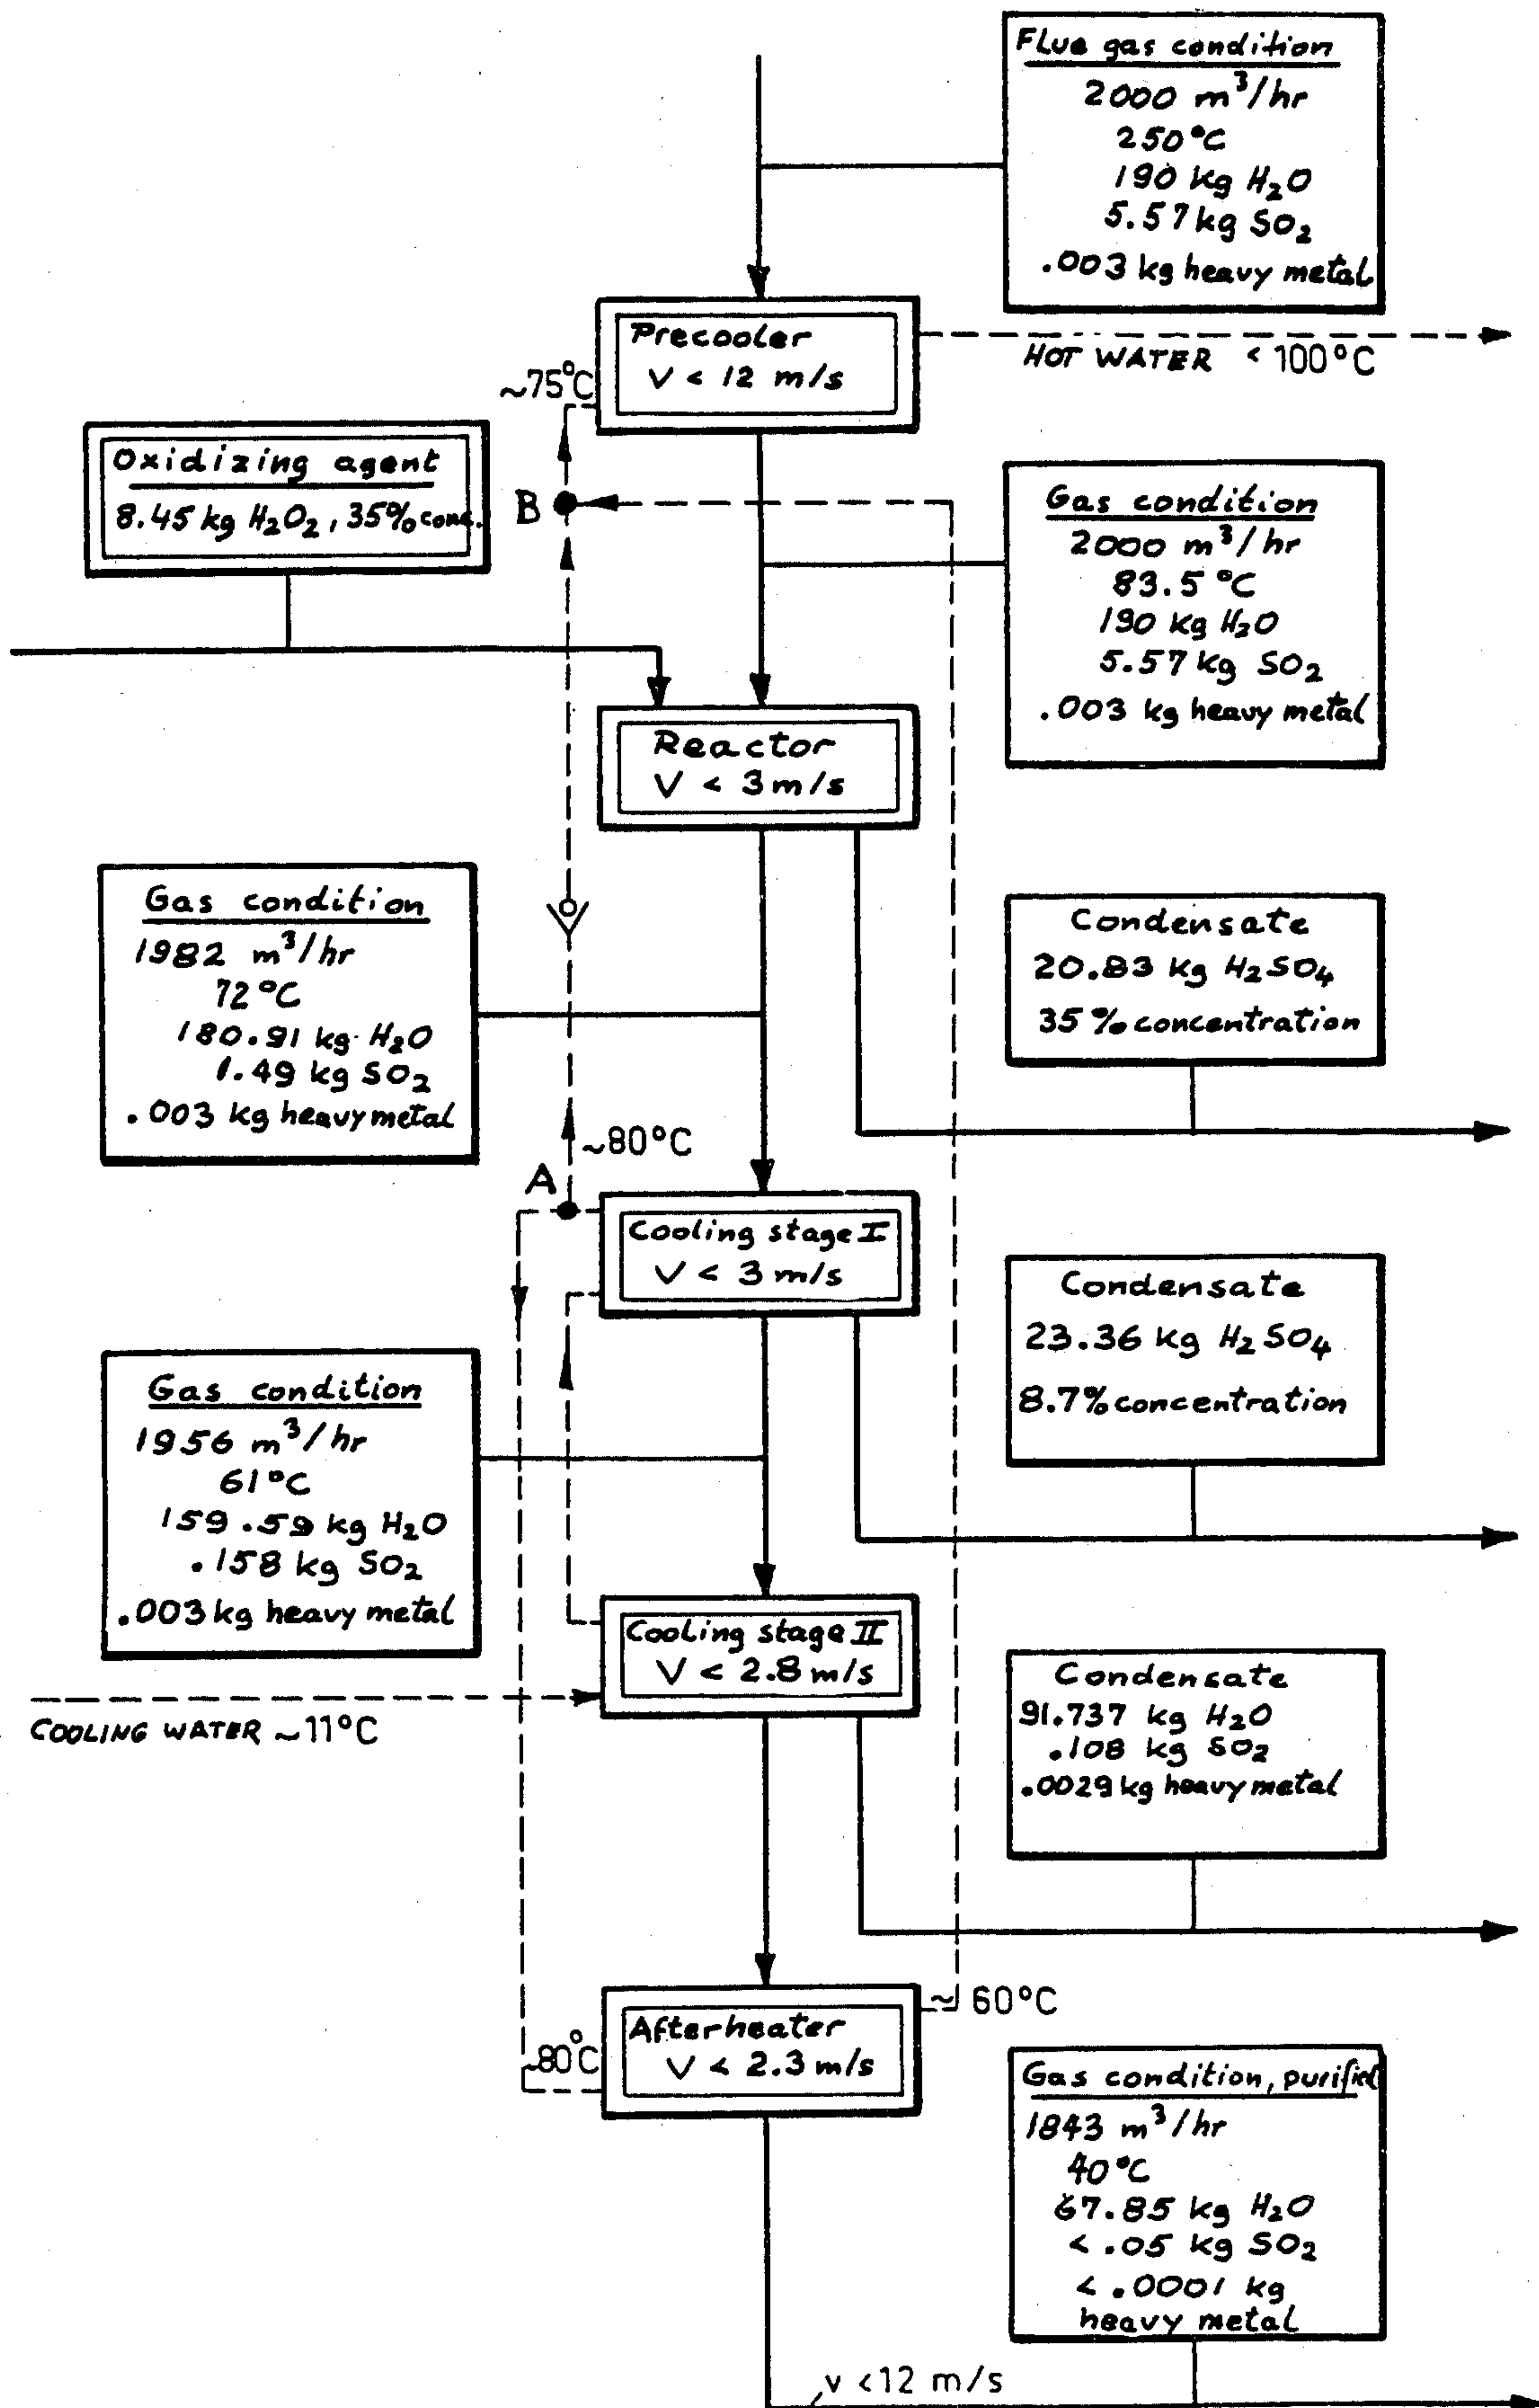 Flue gas condition
2000 m³/hr
250°C
190 kg H₂O
5.57 kg SO₂
.003 kg heavy metal
Precooler
V < 12 m/s
HOT WATER < 100°C
~75°C
Oxidizing agent
8.45 kg H₂O₂, 35% conc.
B
Gas condition
2000 m³/hr
83.5 °C
190 kg H₂O
5.57 kg SO₂
.003 kg heavy metal
Reactor
V < 3 m/s
Gas condition
1982 m³/hr
72°C
180.91 kg H₂O
1.49 kg SO₂
.003 kg heavy metal
Condensate
20.83 kg H₂SO₄
35% concentration
~80°C
A
Cooling stage I
V < 3 m/s
Condensate
23.36 kg H₂SO₄
8.7% concentration
Gas condition
1956 m³/hr
61°C
159.59 kg H₂O
.158 kg SO₂
.003 kg heavy metal
Cooling stage II
V < 2.8 m/s
COOLING WATER ~11°C
Condensate
91.737 kg H₂O
.108 kg SO₂
.0029 kg heavy metal
~ 60°C
Afterheater
V < 2.3 m/s
~80°C
Gas condition, purified
1843 m³/hr
40°C
67.85 kg H₂O
< .05 kg SO₂
< .0001 kg
heavy metal
v < 12 m/s